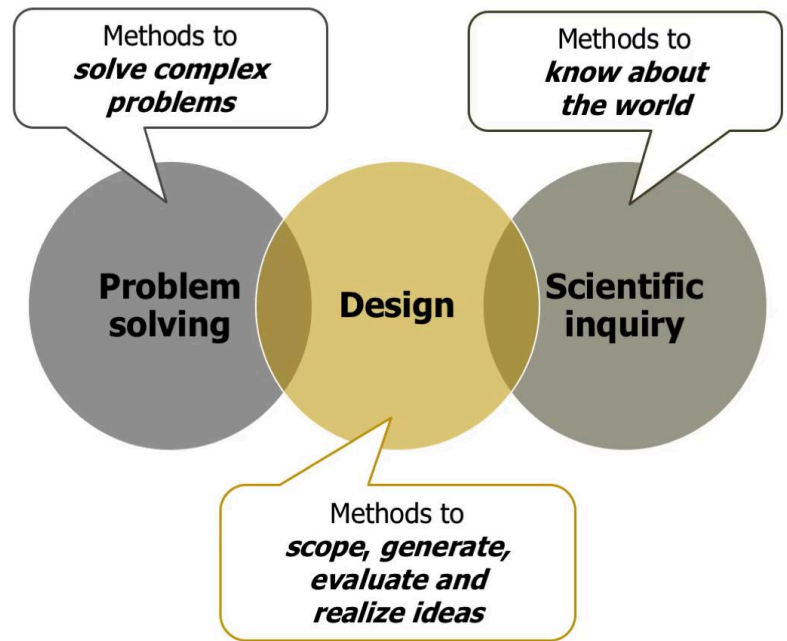 Methods to
solve complex
problems
Methods to
know about
the world
Problem
solving
Design
Scientific
inquiry
Methods to
scope, generate,
evaluate and
realize ideas